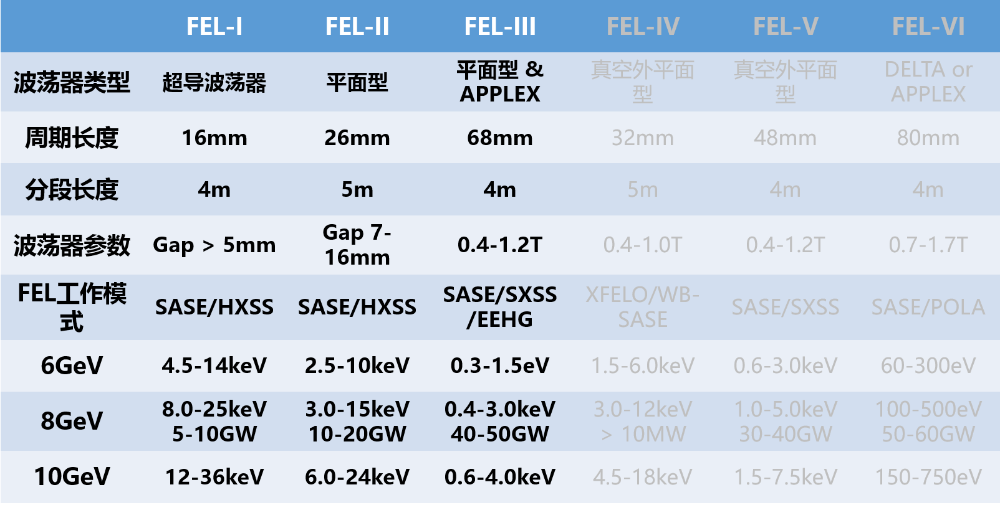 FEL-I FEL-II FEL-III FEL-IV FEL-V FEL-VI
波荡器类型 超导波荡器 平面型 平面型 & APPLEX 真空外平面型 真空外平面型 DELTA or APPLEX
周期长度 16mm 26mm 68mm 32mm 48mm 80mm
分段长度 4m 5m 4m 5m 4m 4m
波荡器参数 Gap > 5mm Gap 7-16mm 0.4-1.2T 0.4-1.0T 0.4-1.2T 0.7-1.7T
FEL工作模式 SASE/HXSS SASE/HXSS SASE/SXSS/EEHG XFELO/WB-SASE SASE/SXSS SASE/POLA
6GeV 4.5-14keV 2.5-10keV 0.3-1.5eV 1.5-6.0keV 0.6-3.0keV 60-300eV
8GeV 8.0-25keV 5-10GW 3.0-15keV 10-20GW 0.4-3.0keV 40-50GW 3.0-12keV > 10MW 1.0-5.0keV 30-40GW 100-500eV 50-60GW
10GeV 12-36keV 6.0-24keV 0.6-4.0keV 4.5-18keV 1.5-7.5keV 150-750eV